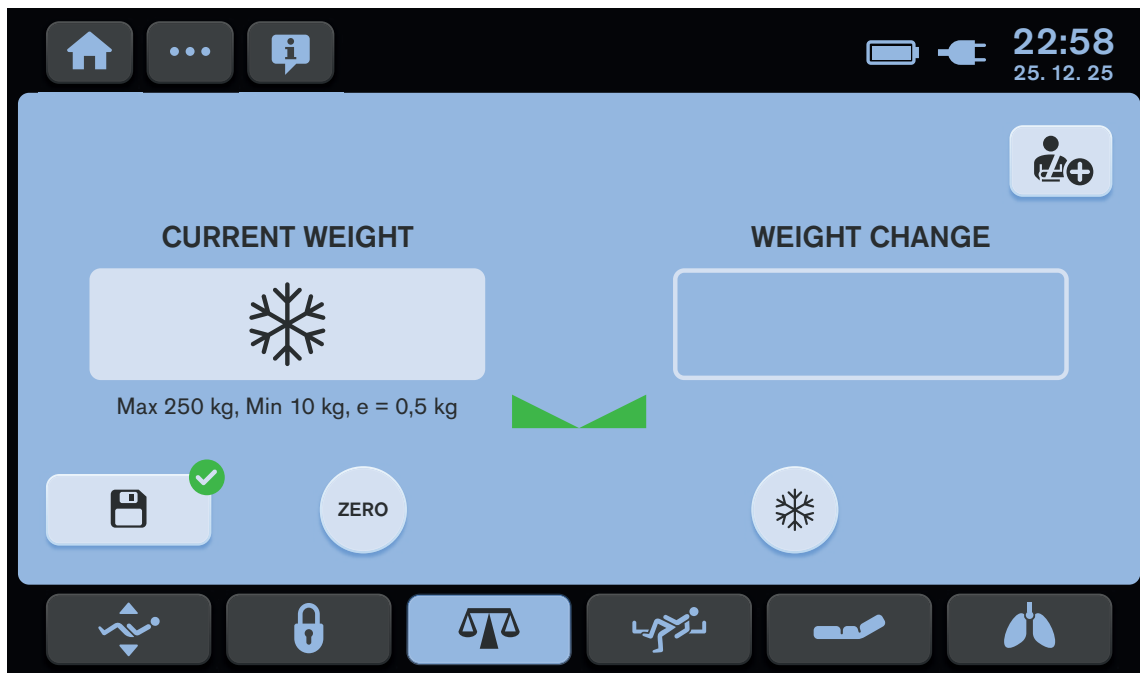 22:58
25. 12. 25
CURRENT WEIGHT
WEIGHT CHANGE
Max 250 kg, Min 10 kg, e = 0,5 kg
ZERO